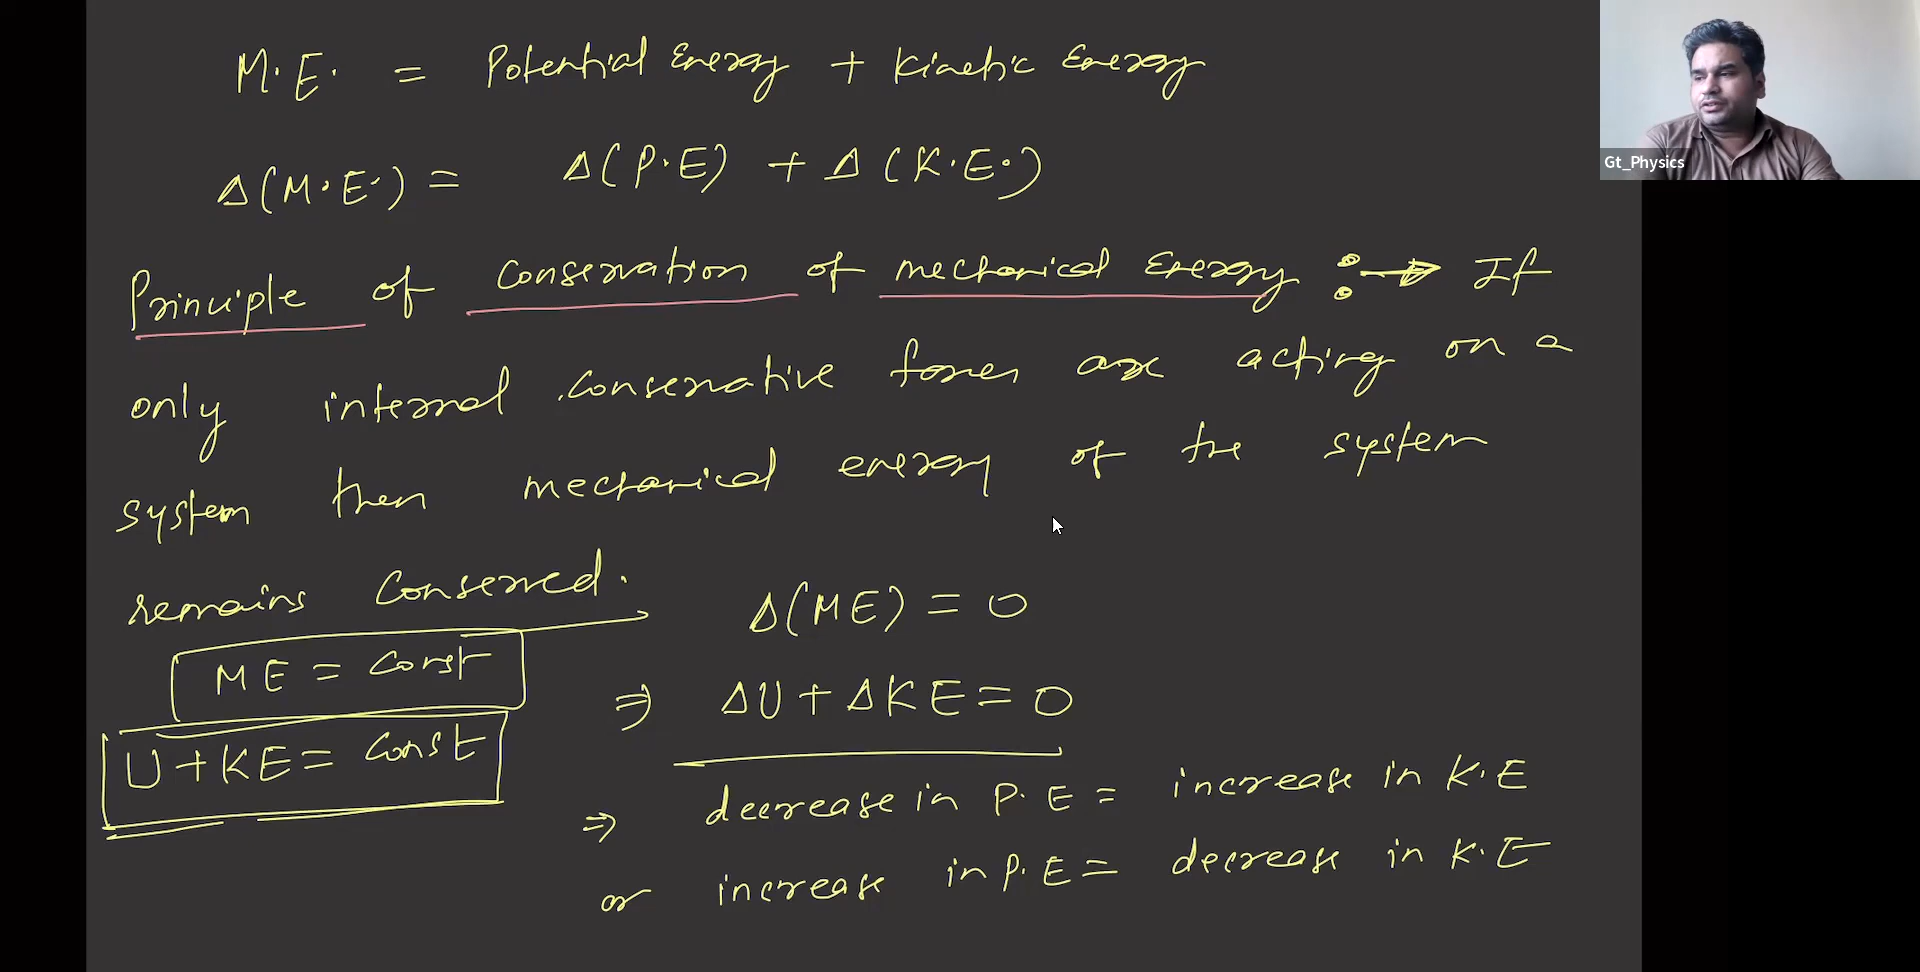 M.E. = Potential Energy + Kinetic Energy
Gt_Physics
Δ(M.E.) = Δ(P.E) + Δ(K.E.)
Principle of Conservation of mechanical Energy :→ If
only internal conservative forces are acting on a
system then mechanical energy of the system
remains Conserved.
Δ(ME) = 0
ME = Const
⇒ ΔU + ΔKE = 0
U + KE = Const
⇒ decrease in P.E = increase in K.E
or increase in P.E = decrease in K.E